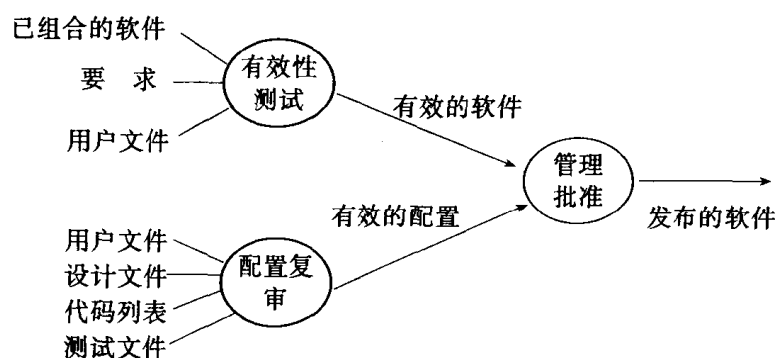 已组合的软件
要 求
用户文件
有效性
测试
有效的软件
管理
批准
发布的软件
有效的配置
用户文件
设计文件
代码列表
测试文件
配置复
审